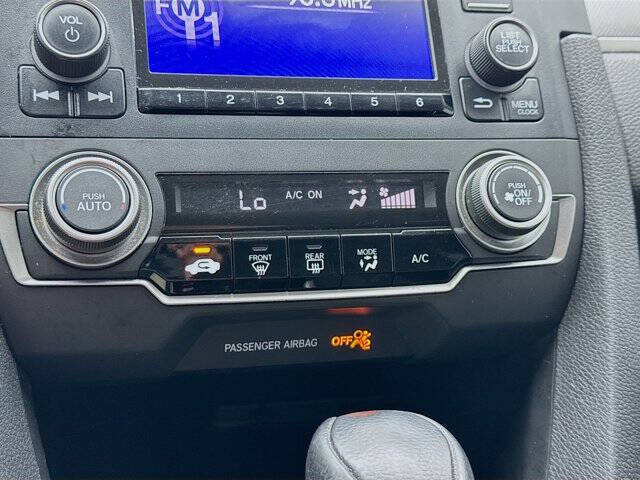 VOL
FM 1
MHz
LIST
PUSH
SELECT
1 2 3 4 5 6
MENU
CLOCK
PUSH
AUTO
Lo A/C ON
PUSH
ON/
OFF
FRONT
REAR
MODE
A/C
PASSENGER AIRBAG OFF